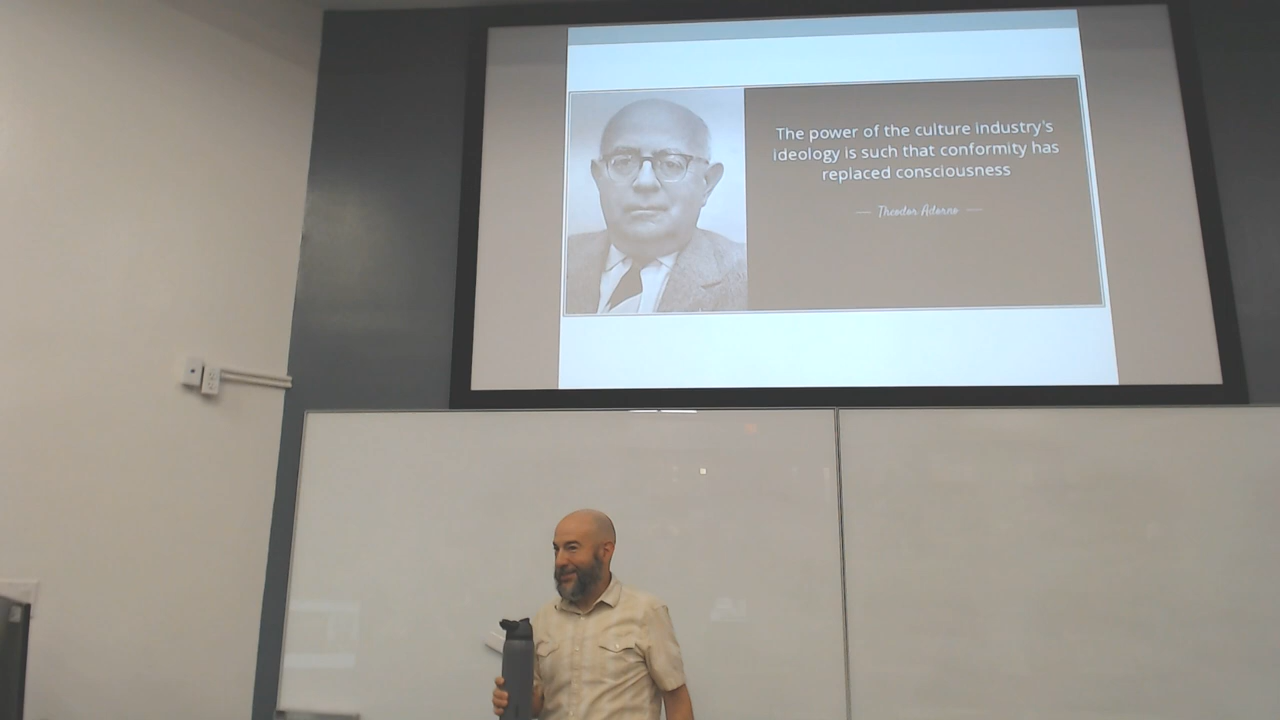 The power of the culture industry's
ideology is such that conformity has
replaced consciousness
— Theodor Adorno —